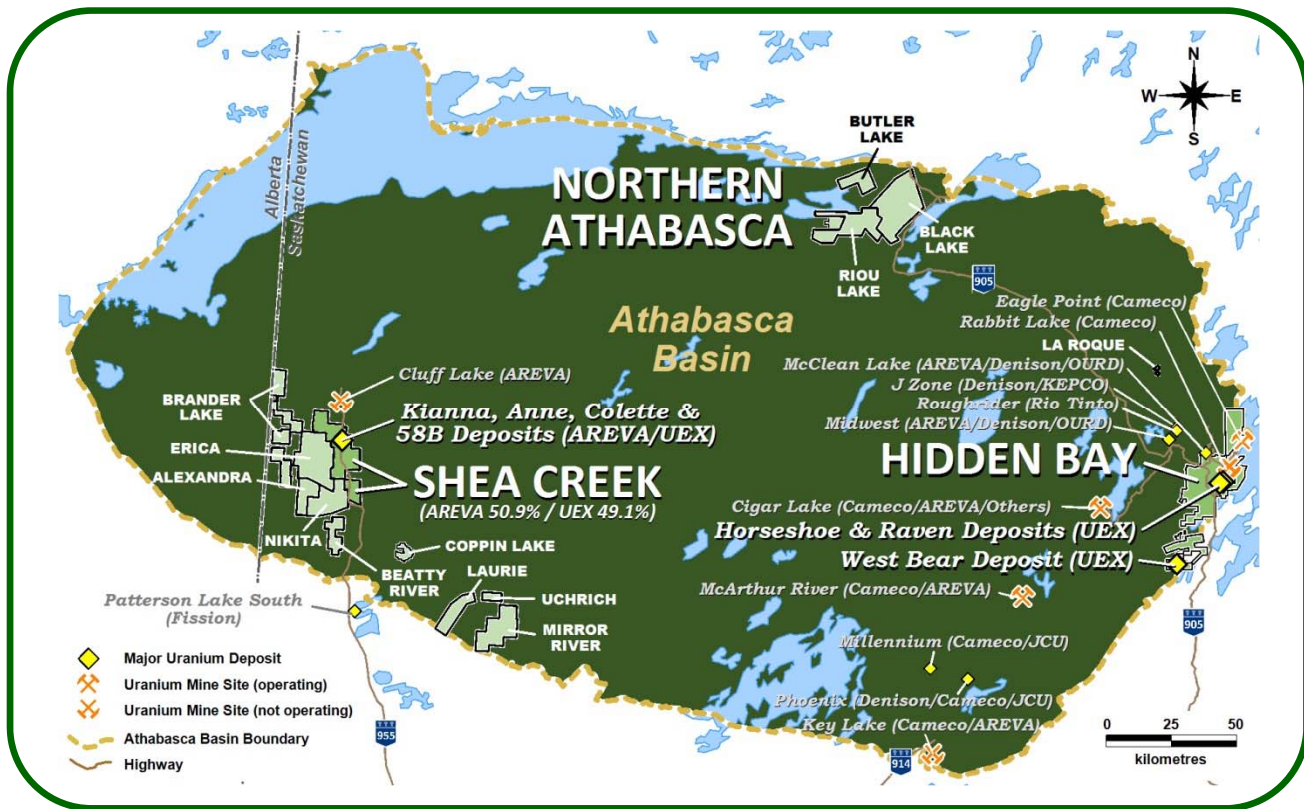 N
W E
S
BUTLER
LAKE
NORTHERN
ATHABASCA
BLACK
LAKE
RIOU
LAKE
Alberta
Saskatchewan
905
Athabasca
Basin
Eagle Point (Cameco)
Rabbit Lake (Cameco)
LA ROQUE
McClean Lake (AREVA/Denison/OURD)
J Zone (Denison/KEPCO)
Roughrider (Rio Tinto)
Midwest (AREVA/Denison/OURD)
HIDDEN BAY
Cluff Lake (AREVA)
BRANDER
LAKE
Kianna, Anne, Colette &
58B Deposits (AREVA/UEX)
ERICA
ALEXANDRA
SHEA CREEK
(AREVA 50.9% / UEX 49.1%)
NIKITA
Cigar Lake (Cameco/AREVA/Others)
Horseshoe & Raven Deposits (UEX)
West Bear Deposit (UEX)
COPPIN LAKE
BEATTY
RIVER
LAURIE
UCHRICH
MIRROR
RIVER
McArthur River (Cameco/AREVA)
Patterson Lake South
(Fission)
905
Millennium (Cameco/JCU)
Phoenix (Denison/Cameco/JCU)
Key Lake (Cameco/AREVA)
Major Uranium Deposit
Uranium Mine Site (operating)
Uranium Mine Site (not operating)
Athabasca Basin Boundary
Highway
955
914
0 25 50
kilometres